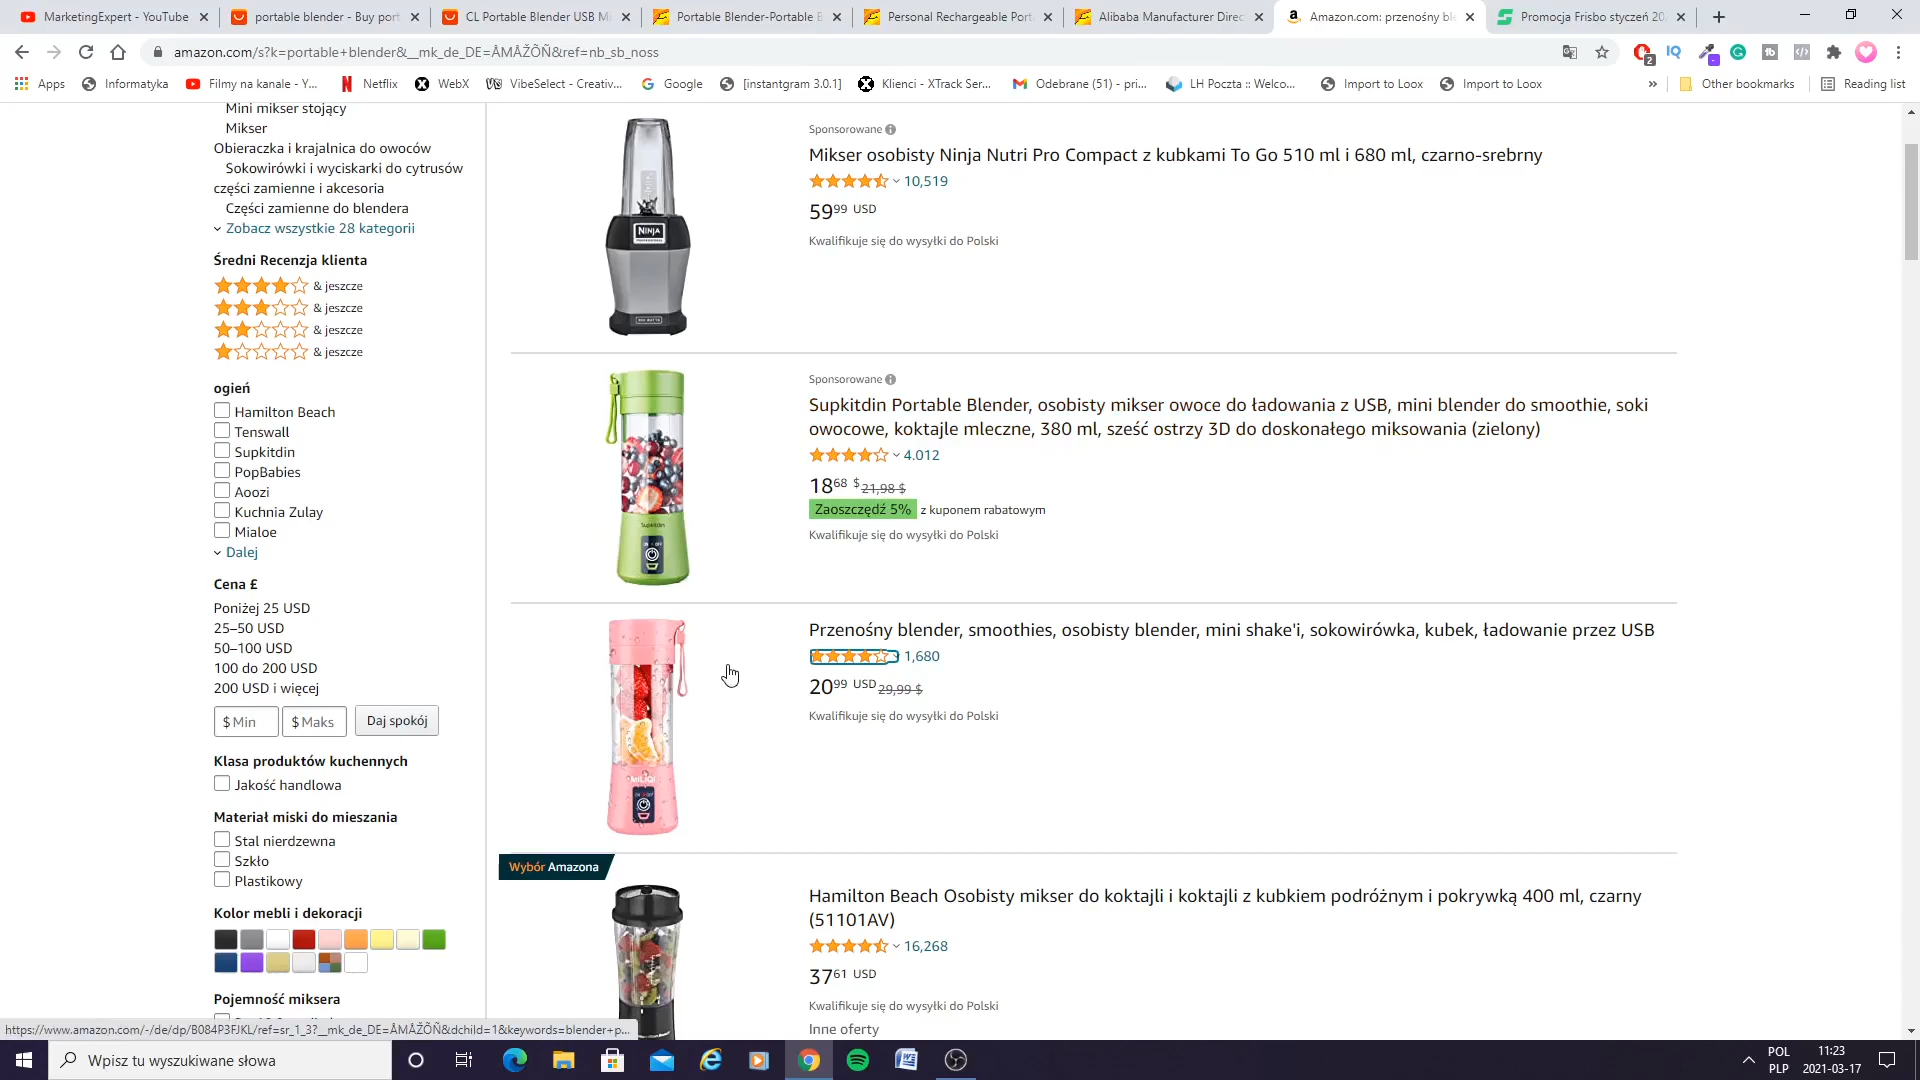 MarketingExpert - YouTube
portable blender - Buy port
CL Portable Blender USB Mi
Portable Blender-Portable B
Personal Rechargeable Port
Alibaba Manufacturer Direc
Amazon.com: przenośny ble
Promocja Frisbo styczeń 20
amazon.com/s?k=portable+blender&__mk_de_DE=ÅMÅŽÕÑ&ref=nb_sb_noss
Apps
Informatyka
Filmy na kanale - Y...
Netflix
WebX
VibeSelect - Creativ...
Google
[instantgram 3.0.1]
Klienci - XTrack Ser...
Odebrane (51) - pri...
LH Poczta :: Welco...
Import to Loox
Import to Loox
»
Other bookmarks
Reading list
Mini mikser stojący
Mikser
Obieraczka i krajalnica do owoców
Sokowirówki i wyciskarki do cytrusów
części zamienne i akcesoria
Części zamienne do blendera
Zobacz wszystkie 28 kategorii
Średni Recenzja klienta
& jeszcze
& jeszcze
& jeszcze
& jeszcze
ogień
Hamilton Beach
Tenswall
Supkitdin
PopBabies
Aoozi
Kuchnia Zulay
Mialoe
Dalej
Cena £
Poniżej 25 USD
25–50 USD
50–100 USD
100 do 200 USD
200 USD i więcej
$ Min $ Maks Daj spokój
Klasa produktów kuchennych
Jakość handlowa
Materiał miski do mieszania
Stal nierdzewna
Szkło
Plastikowy
Kolor mebli i dekoracji
Pojemność miksera
NINJA
Sponsorowane
Mikser osobisty Ninja Nutri Pro Compact z kubkami To Go 510 ml i 680 ml, czarno-srebrny
10,519
59 99 USD
Kwalifikuje się do wysyłki do Polski
Supkitdin
Sponsorowane
Supkitdin Portable Blender, osobisty mikser owoce do ładowania z USB, mini blender do smoothie, soki
owocowe, koktajle mleczne, 380 ml, sześć ostrzy 3D do doskonałego miksowania (zielony)
4.012
18 68 $ 21,98 $
Zaoszczędź 5% z kuponem rabatowym
Kwalifikuje się do wysyłki do Polski
Przenośny blender, smoothies, osobisty blender, mini shake'i, sokowirówka, kubek, ładowanie przez USB
1,680
20 99 USD 29,99 $
Kwalifikuje się do wysyłki do Polski
Wybór Amazona
Hamilton Beach Osobisty mikser do koktajli i koktajli z kubkiem podróżnym i pokrywką 400 ml, czarny
(51101AV)
16,268
37 61 USD
Kwalifikuje się do wysyłki do Polski
Inne oferty
https://www.amazon.com/-/de/dp/B084P3FJKL/ref=sr_1_3?__mk_de_DE=ÅMÅŽÕÑ&dchild=1&keywords=blender+p...
Wpisz tu wyszukiwane słowa
POL
PLP
11:23
2021-03-17